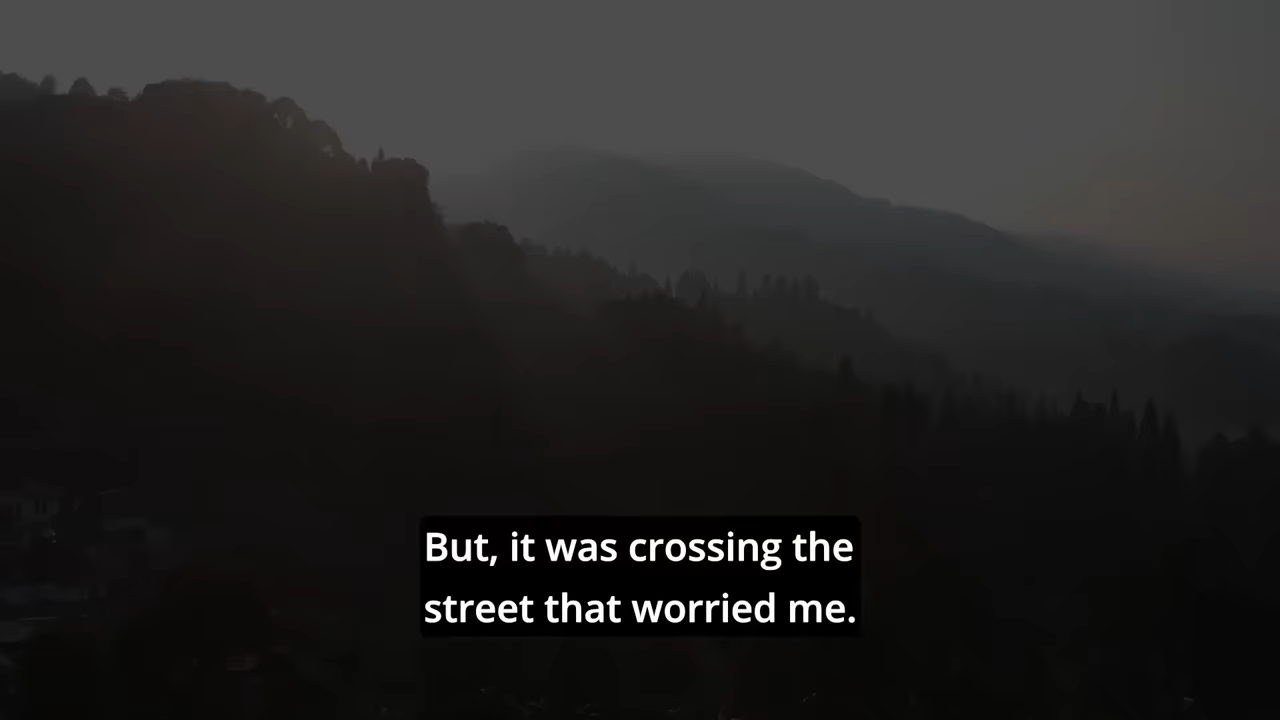 But, it was crossing the
street that worried me.